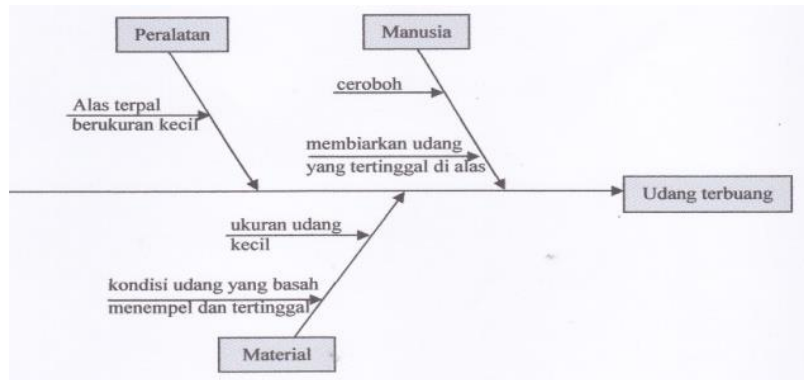 Peralatan
Manusia
ceroboh
Alas terpal
berukuran kecil
membiarkan udang
yang tertinggal di alas
Udang terbuang
ukuran udang
kecil
kondisi udang yang basah
menempel dan tertinggal
Material